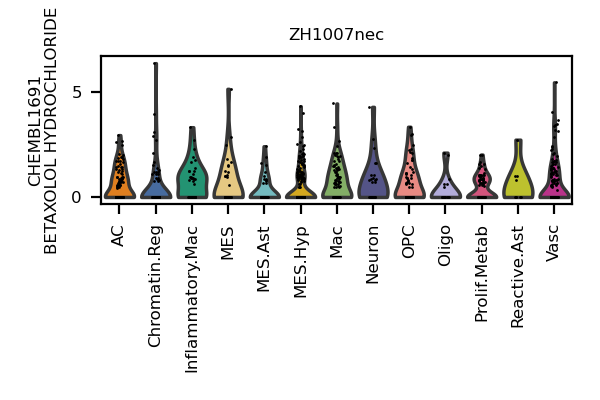 ZH1007nec
CHEMBL1691
BETAXOLOL HYDROCHLORIDE
5
0
AC
Chromatin.Reg
Inflammatory.Mac
MES
MES.Ast
MES.Hyp
Mac
Neuron
OPC
Oligo
Prolif.Metab
Reactive.Ast
Vasc